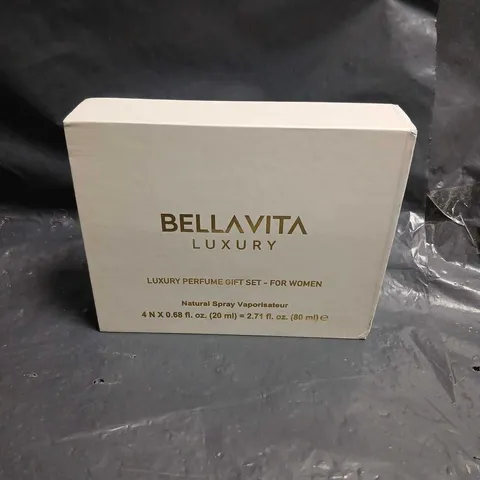 BELLAVITA
LUXURY
LUXURY PERFUME GIFT SET - FOR WOMEN
Natural Spray Vaporisateur
4 N X 0.68 fl. oz. (20 ml) = 2.71 fl. oz. (80 ml) ℮